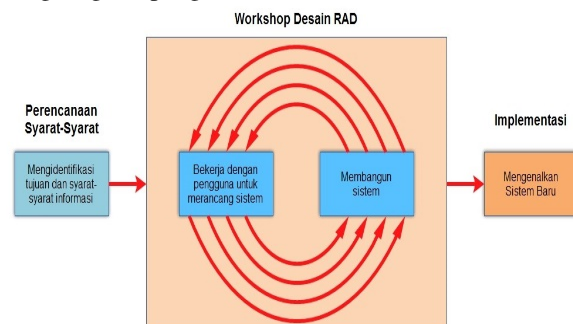 Workshop Desain RAD
Perencanaan
Syarat-Syarat
Mengidentifikasi
tujuan dan syarat-
syarat informasi
Bekerja dengan
pengguna untuk
merancang sistem
Membangun
sistem
Implementasi
Mengenalkan
Sistem Baru